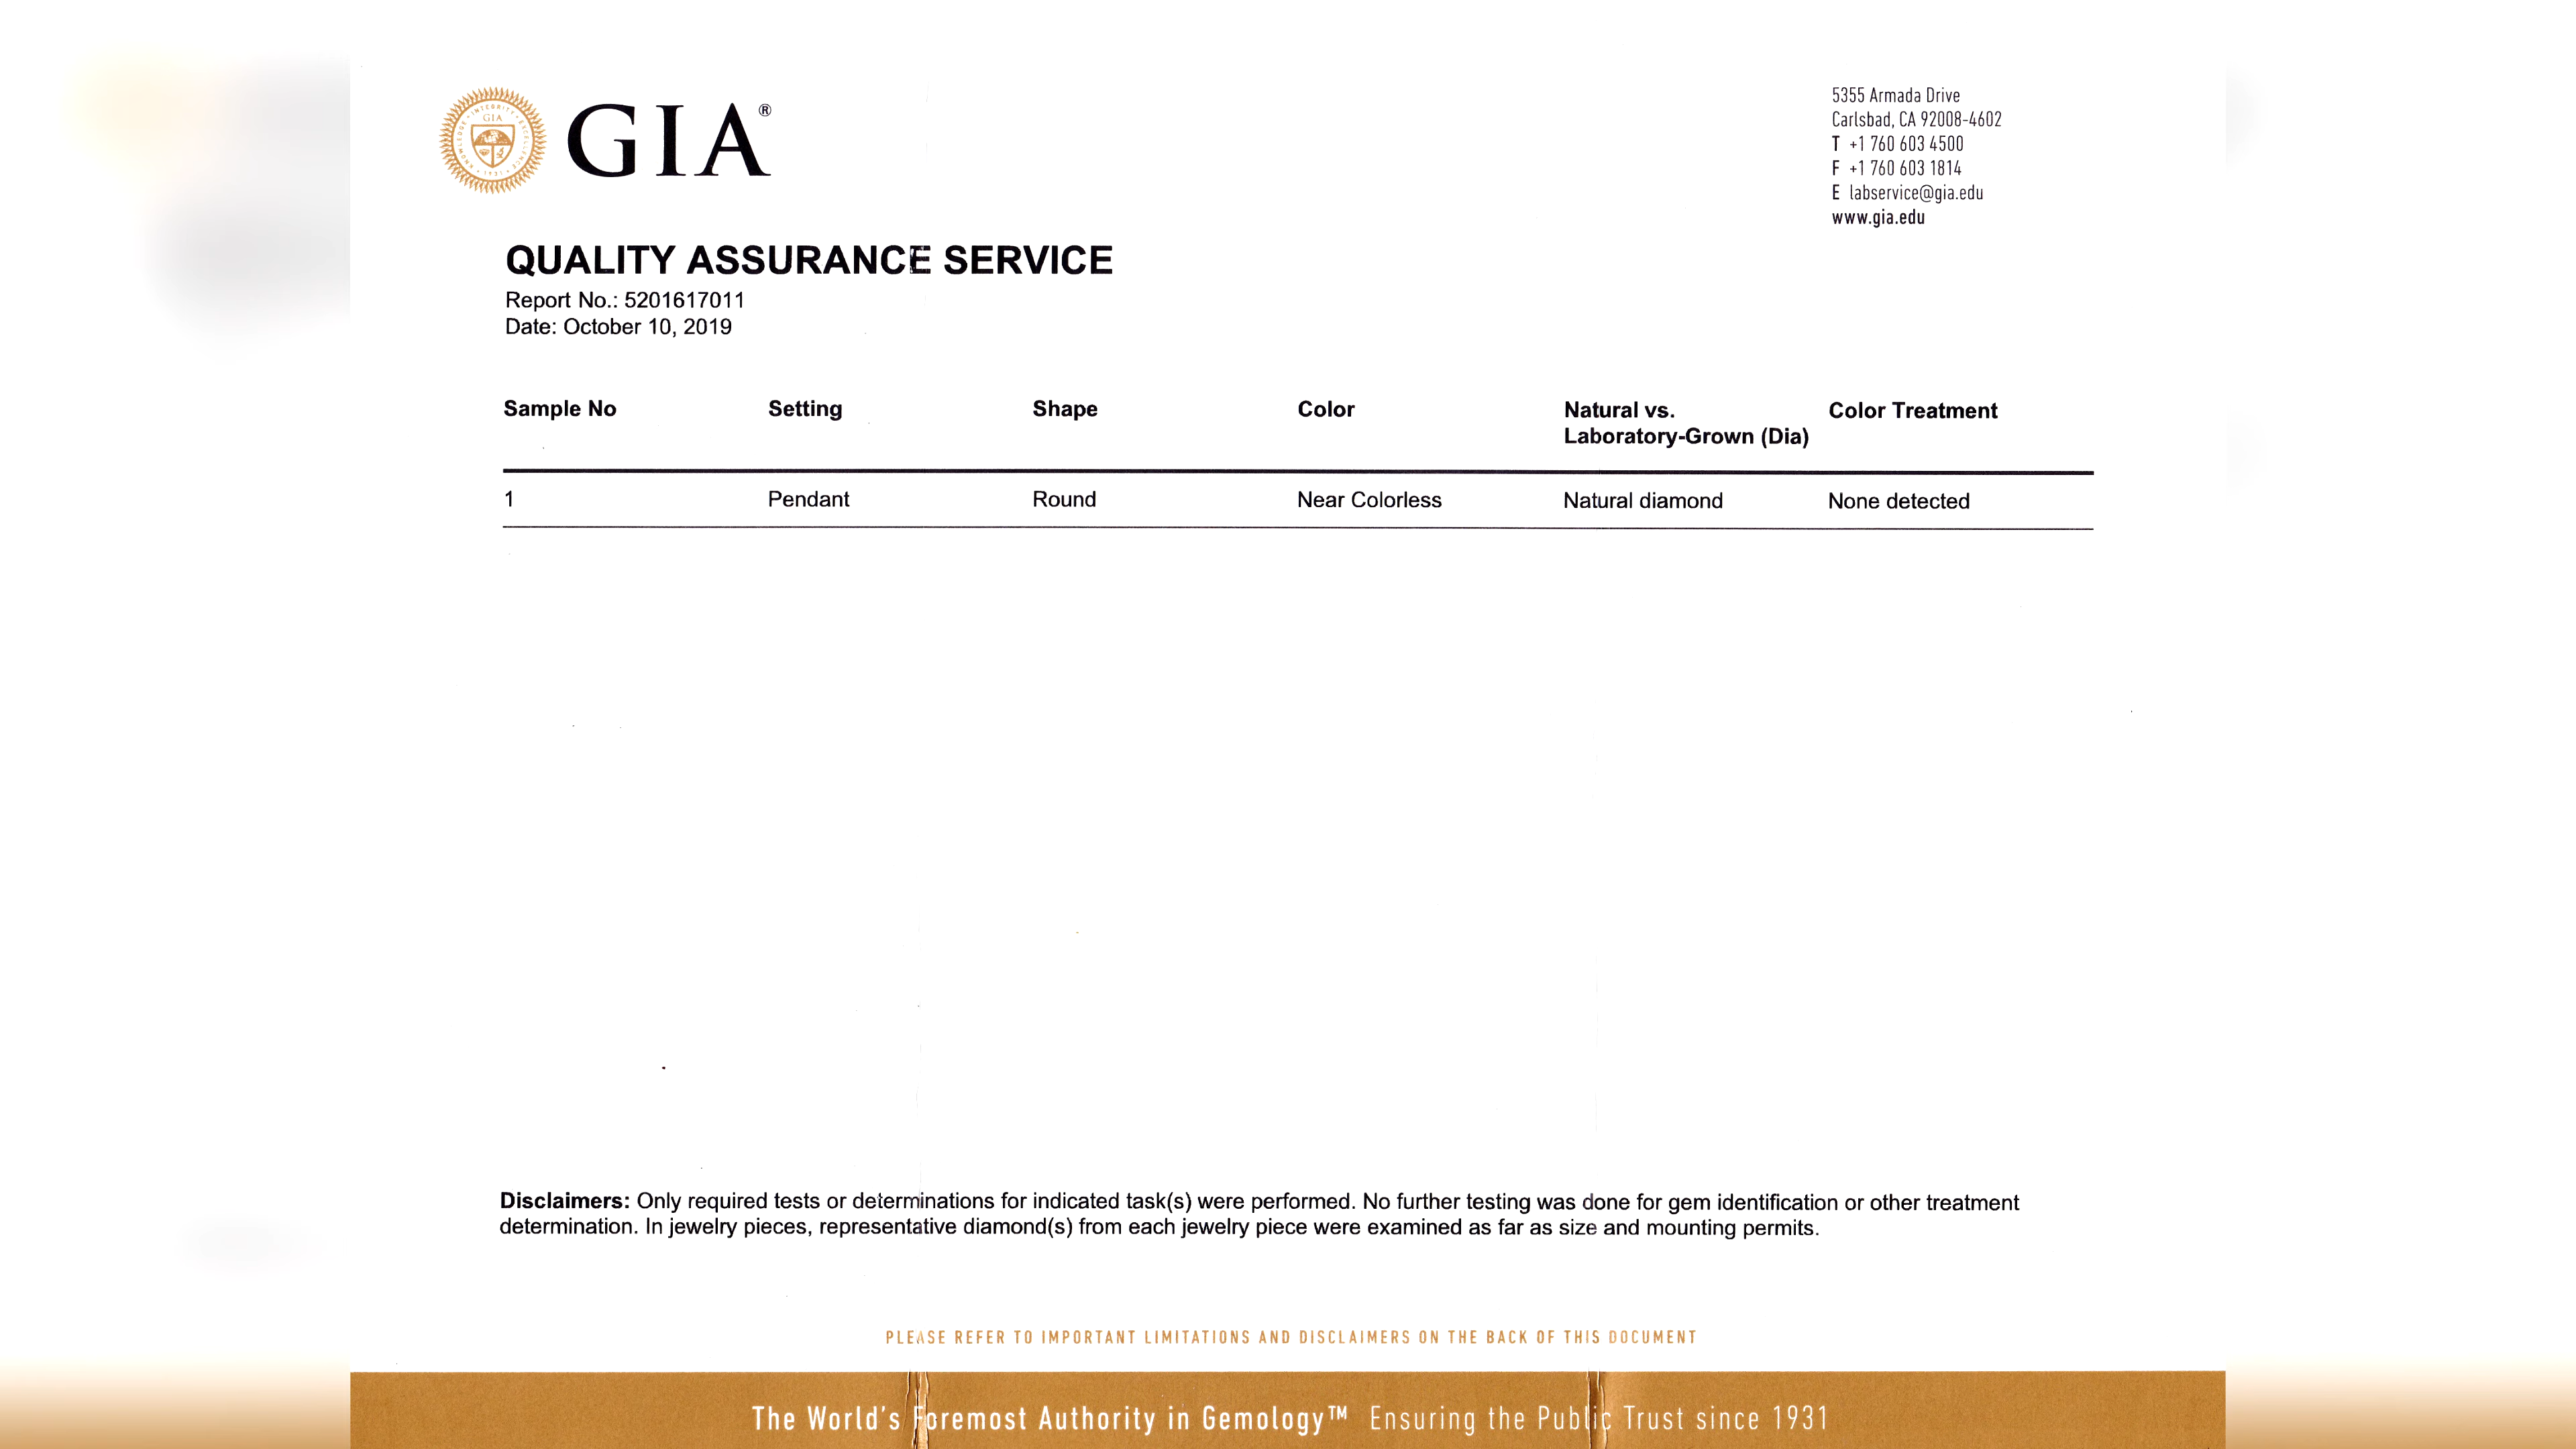 GIA®
5355 Armada Drive
Carlsbad, CA 92008-4602
T +1 760 603 4500
F +1 760 603 1814
E labservice@gia.edu
www.gia.edu
KNOWLEDGE • INTEGRITY • EXCELLENCE
GIA
• 1931 •
QUALITY ASSURANCE SERVICE
Report No.: 5201617011
Date: October 10, 2019
Sample No Setting Shape Color Natural vs. Color Treatment
Laboratory-Grown (Dia)
1 Pendant Round Near Colorless Natural diamond None detected
Disclaimers: Only required tests or determinations for indicated task(s) were performed. No further testing was done for gem identification or other treatment
determination. In jewelry pieces, representative diamond(s) from each jewelry piece were examined as far as size and mounting permits.
PLEASE REFER TO IMPORTANT LIMITATIONS AND DISCLAIMERS ON THE BACK OF THIS DOCUMENT
The World's Foremost Authority in Gemology™ Ensuring the Public Trust since 1931